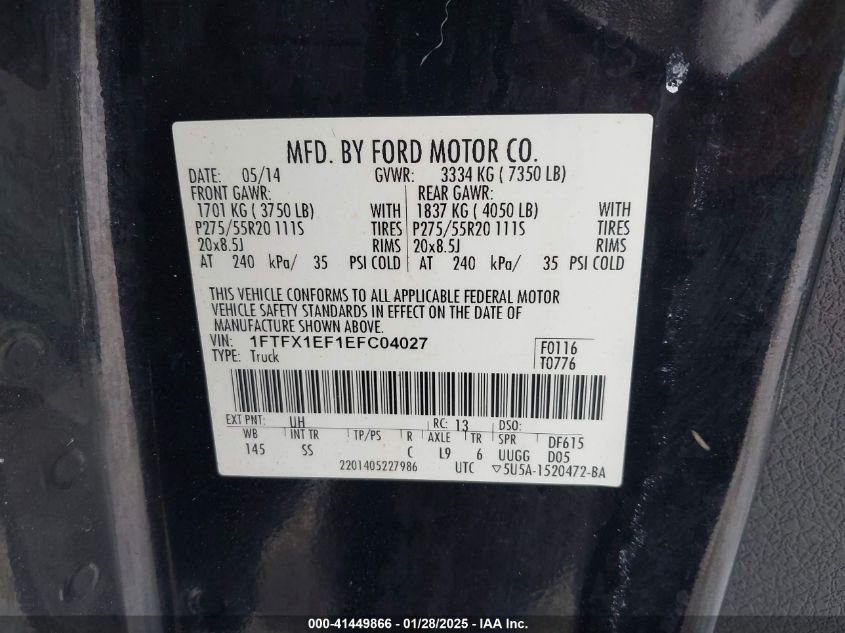 MFD. BY FORD MOTOR CO.
DATE: 05/14 GVWR: 3334 KG ( 7350 LB)
FRONT GAWR: REAR GAWR:
1701 KG ( 3750 LB) WITH 1837 KG ( 4050 LB) WITH
P275/55R20 111S TIRES P275/55R20 111S TIRES
20x8.5J RIMS 20x8.5J RIMS
AT 240 kPa/ 35 PSI COLD AT 240 kPa/ 35 PSI COLD
THIS VEHICLE CONFORMS TO ALL APPLICABLE FEDERAL MOTOR
VEHICLE SAFETY STANDARDS IN EFFECT ON THE DATE OF
MANUFACTURE SHOWN ABOVE.
VIN: 1FTFX1EF1EFC04027 F0116
TYPE: Truck T0776
EXT PNT: UH RC: 13 DSO:
WB INT TR TP/PS R AXLE TR SPR DF615
145 SS C L9 6 UUGG D05
2201405227986 UTC ▽5U5A-1520472-BA
000-41449866 | 01/28/2025 - IAA Inc.